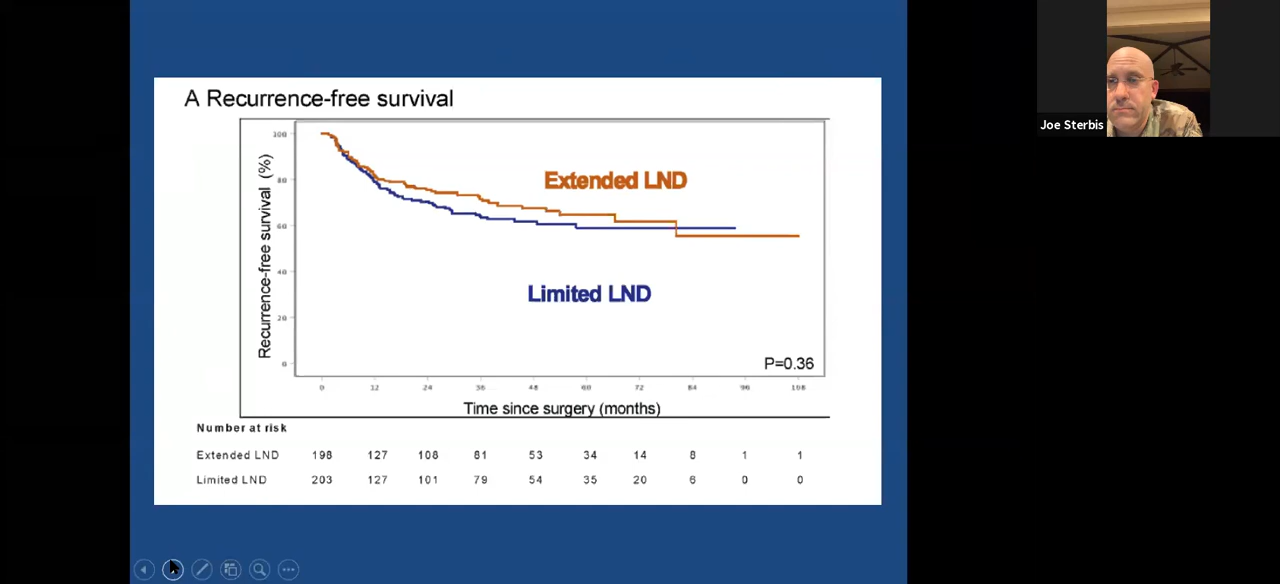 A Recurrence-free survival
Recurrence-free survival (%)
100
80
60
40
20
0
Extended LND
Limited LND
P=0.36
0 12 24 36 48 60 72 84 96 108
Time since surgery (months)
Number at risk
Extended LND 198 127 108 81 53 34 14 8 1 1
Limited LND 203 127 101 79 54 35 20 6 0 0
Joe Sterbis